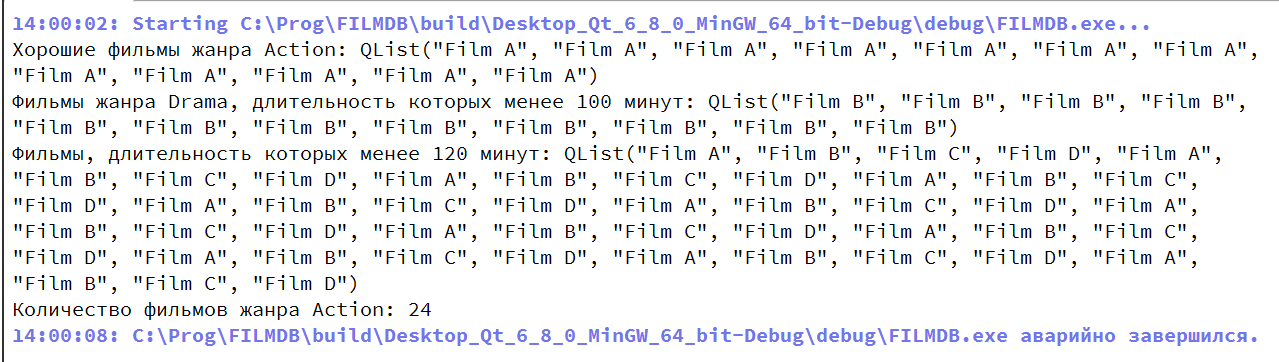 14:00:02: Starting C:\Prog\FILMDB\build\Desktop_Qt_6_8_0_MinGW_64_bit-Debug\debug\FILMDB.exe...
Хорошие фильмы жанра Action: QList("Film A", "Film A", "Film A", "Film A", "Film A", "Film A", "Film A",
"Film A", "Film A", "Film A", "Film A", "Film A")
Фильмы жанра Drama, длительность которых менее 100 минут: QList("Film B", "Film B", "Film B", "Film B",
"Film B", "Film B", "Film B", "Film B", "Film B", "Film B", "Film B", "Film B")
Фильмы, длительность которых менее 120 минут: QList("Film A", "Film B", "Film C", "Film D", "Film A",
"Film B", "Film C", "Film D", "Film A", "Film B", "Film C", "Film D", "Film A", "Film B", "Film C",
"Film D", "Film A", "Film B", "Film C", "Film D", "Film A", "Film B", "Film C", "Film D", "Film A",
"Film B", "Film C", "Film D", "Film A", "Film B", "Film C", "Film D", "Film A", "Film B", "Film C",
"Film D", "Film A", "Film B", "Film C", "Film D", "Film A", "Film B", "Film C", "Film D", "Film A",
"Film B", "Film C", "Film D")
Количество фильмов жанра Action: 24
14:00:08: C:\Prog\FILMDB\build\Desktop_Qt_6_8_0_MinGW_64_bit-Debug\debug\FILMDB.exe аварийно завершился.